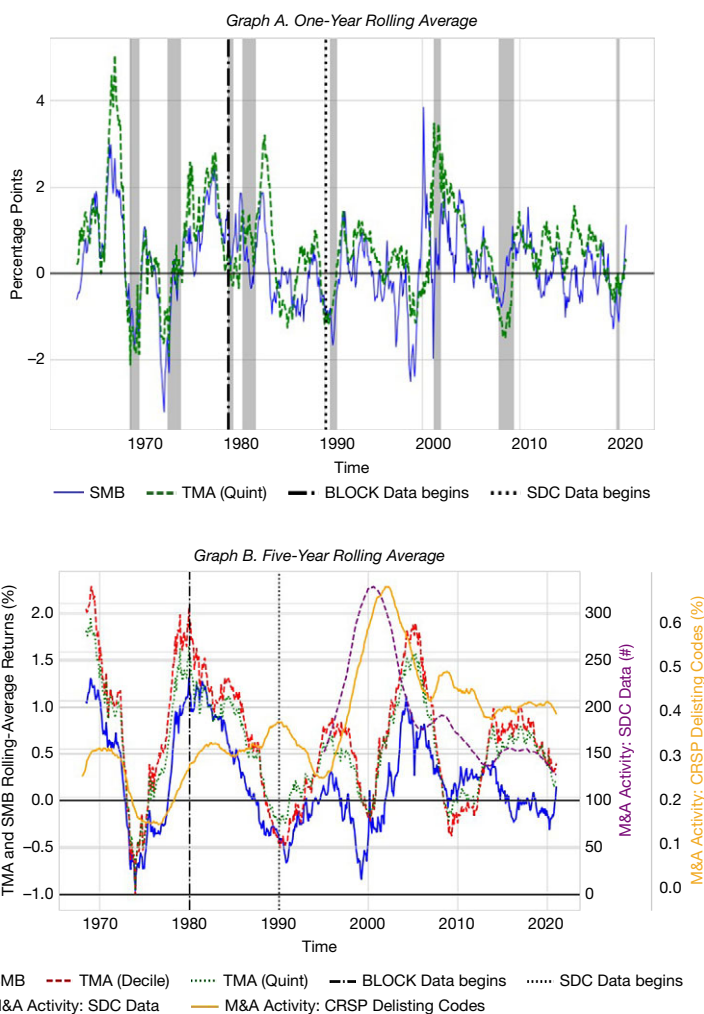 Graph A. One-Year Rolling Average
Percentage Points
4
2
0
−2
1970 1980 1990 2000 2010 2020
Time
SMB TMA (Quint) BLOCK Data begins SDC Data begins
Graph B. Five-Year Rolling Average
TMA and SMB Rolling-Average Returns (%)
2.0
1.5
1.0
0.5
0.0
−0.5
−1.0
300
250
200
150
100
50
0
M&A Activity: SDC Data (#)
0.6
0.5
0.4
0.3
0.2
0.1
0.0
M&A Activity: CRSP Delisting Codes (%)
1970 1980 1990 2000 2010 2020
Time
MB TMA (Decile) TMA (Quint) BLOCK Data begins SDC Data begins
&A Activity: SDC Data M&A Activity: CRSP Delisting Codes